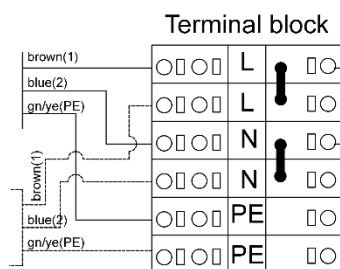 Terminal block
brown(1)
blue(2)
gn/ye(PE)
brown(1)
blue(2)
gn/ye(PE)
L
L
N
N
PE
PE